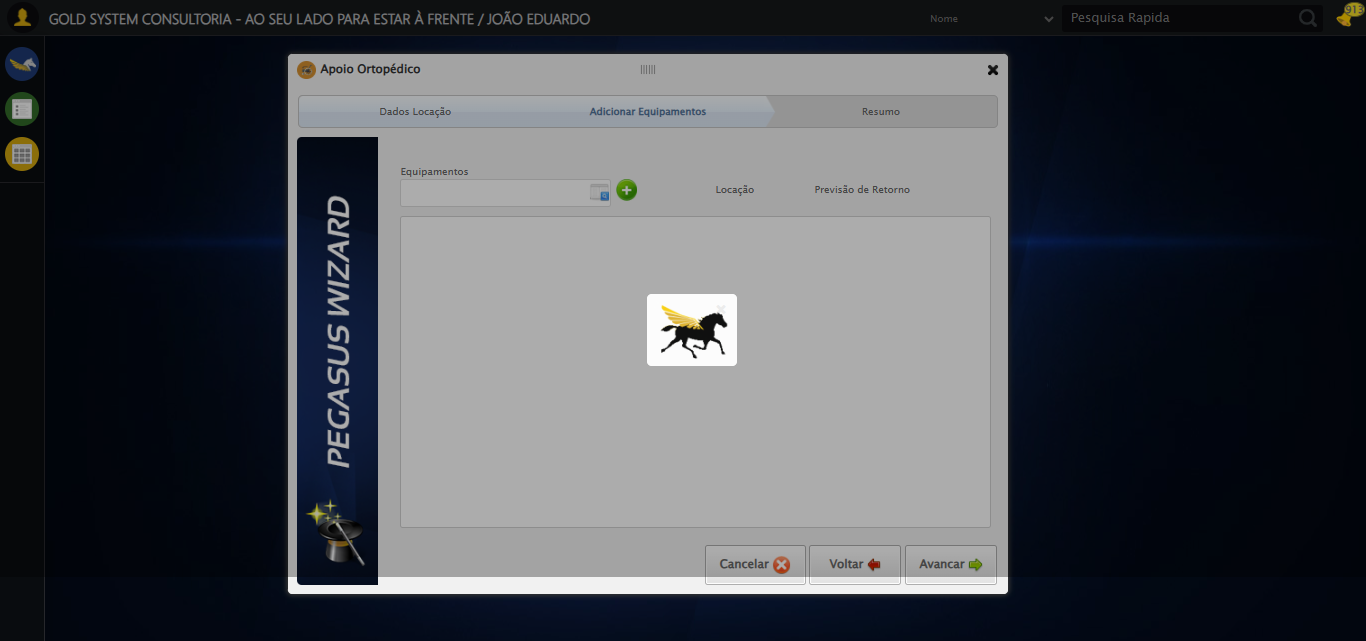 GOLD SYSTEM CONSULTORIA - AO SEU LADO PARA ESTAR À FRENTE / JOÃO EDUARDO
Nome
Pesquisa Rapida
913
Apoio Ortopédico
Dados Locação
Adicionar Equipamentos
Resumo
Equipamentos
Locação
Previsão de Retorno
PEGASUS WIZARD
Cancelar
Voltar
Avancar